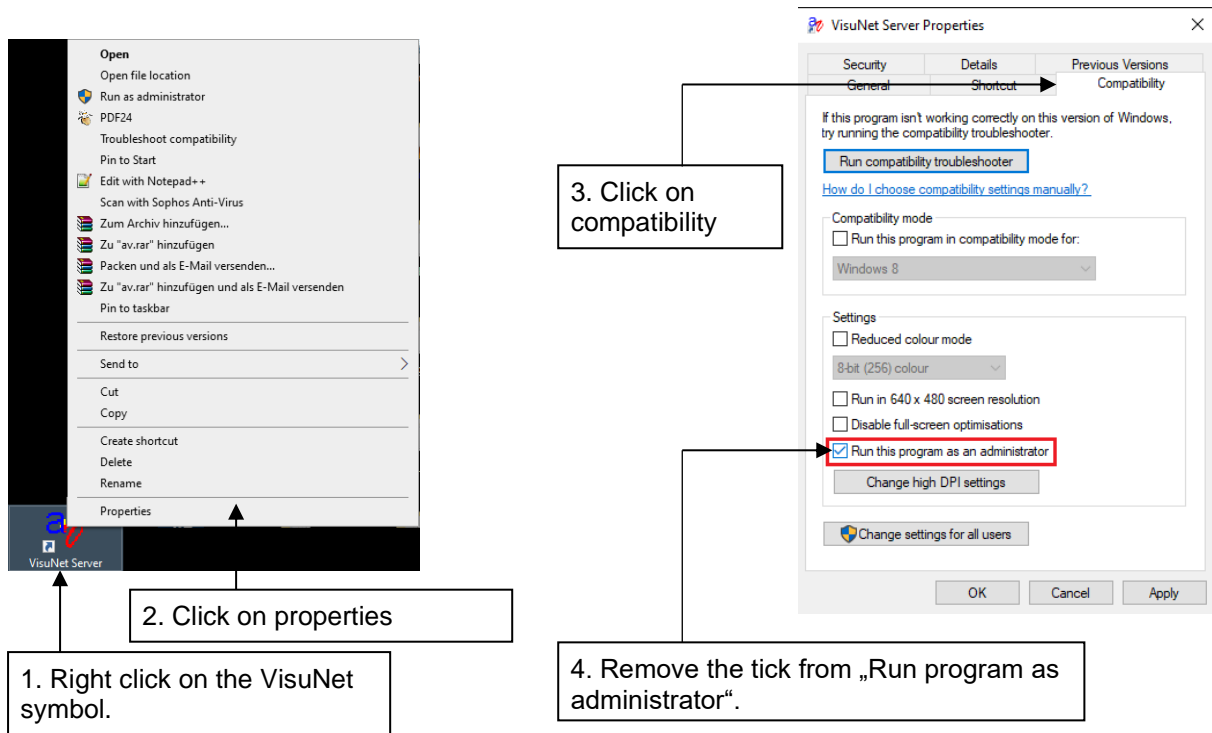 Open
Open file location
Run as administrator
PDF24
Troubleshoot compatibility
Pin to Start
Edit with Notepad++
Scan with Sophos Anti-Virus
Zum Archiv hinzufügen...
Zu "av.rar" hinzufügen
Packen und als E-Mail versenden...
Zu "av.rar" hinzufügen und als E-Mail versenden
Pin to taskbar
Restore previous versions
Send to
Cut
Copy
Create shortcut
Delete
Rename
Properties
VisuNet Server
2. Click on properties
1. Right click on the VisuNet
symbol.
VisuNet Server Properties
Security Details Previous Versions
General Shortcut Compatibility
If this program isn't working correctly on this version of Windows,
try running the compatibility troubleshooter.
Run compatibility troubleshooter
How do I choose compatibility settings manually?
Compatibility mode
Run this program in compatibility mode for:
Windows 8
Settings
Reduced colour mode
8-bit (256) colour
Run in 640 x 480 screen resolution
Disable full-screen optimisations
Run this program as an administrator
Change high DPI settings
Change settings for all users
OK Cancel Apply
3. Click on
compatibility
4. Remove the tick from „Run program as
administrator“.